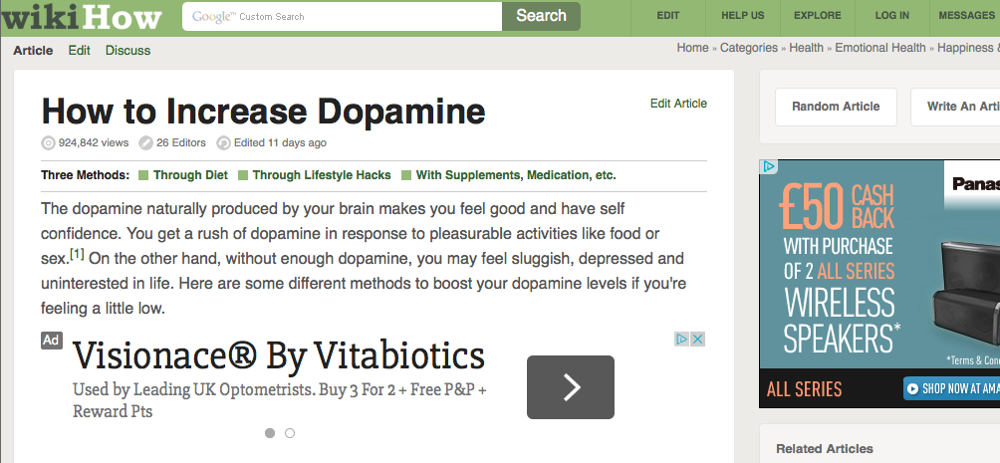 wikiHow
Google™ Custom Search
Search
EDIT
HELP US
EXPLORE
LOG IN
MESSAGES
Article
Edit
Discuss
Home » Categories » Health » Emotional Health » Happiness &
How to Increase Dopamine
Edit Article
924,842 views
26 Editors
Edited 11 days ago
Three Methods: Through Diet Through Lifestyle Hacks With Supplements, Medication, etc.
The dopamine naturally produced by your brain makes you feel good and have self
confidence. You get a rush of dopamine in response to pleasurable activities like food or
sex.[1] On the other hand, without enough dopamine, you may feel sluggish, depressed and
uninterested in life. Here are some different methods to boost your dopamine levels if you're
feeling a little low.
Ad
Visionace® By Vitabiotics
Used by Leading UK Optometrists. Buy 3 For 2 + Free P&P +
Reward Pts
Random Article
Write An Arti
£50 CASH
BACK
Panas
WITH PURCHASE
OF 2 ALL SERIES
WIRELESS
SPEAKERS*
*Terms & Con
ALL SERIES
SHOP NOW AT AMA
Related Articles